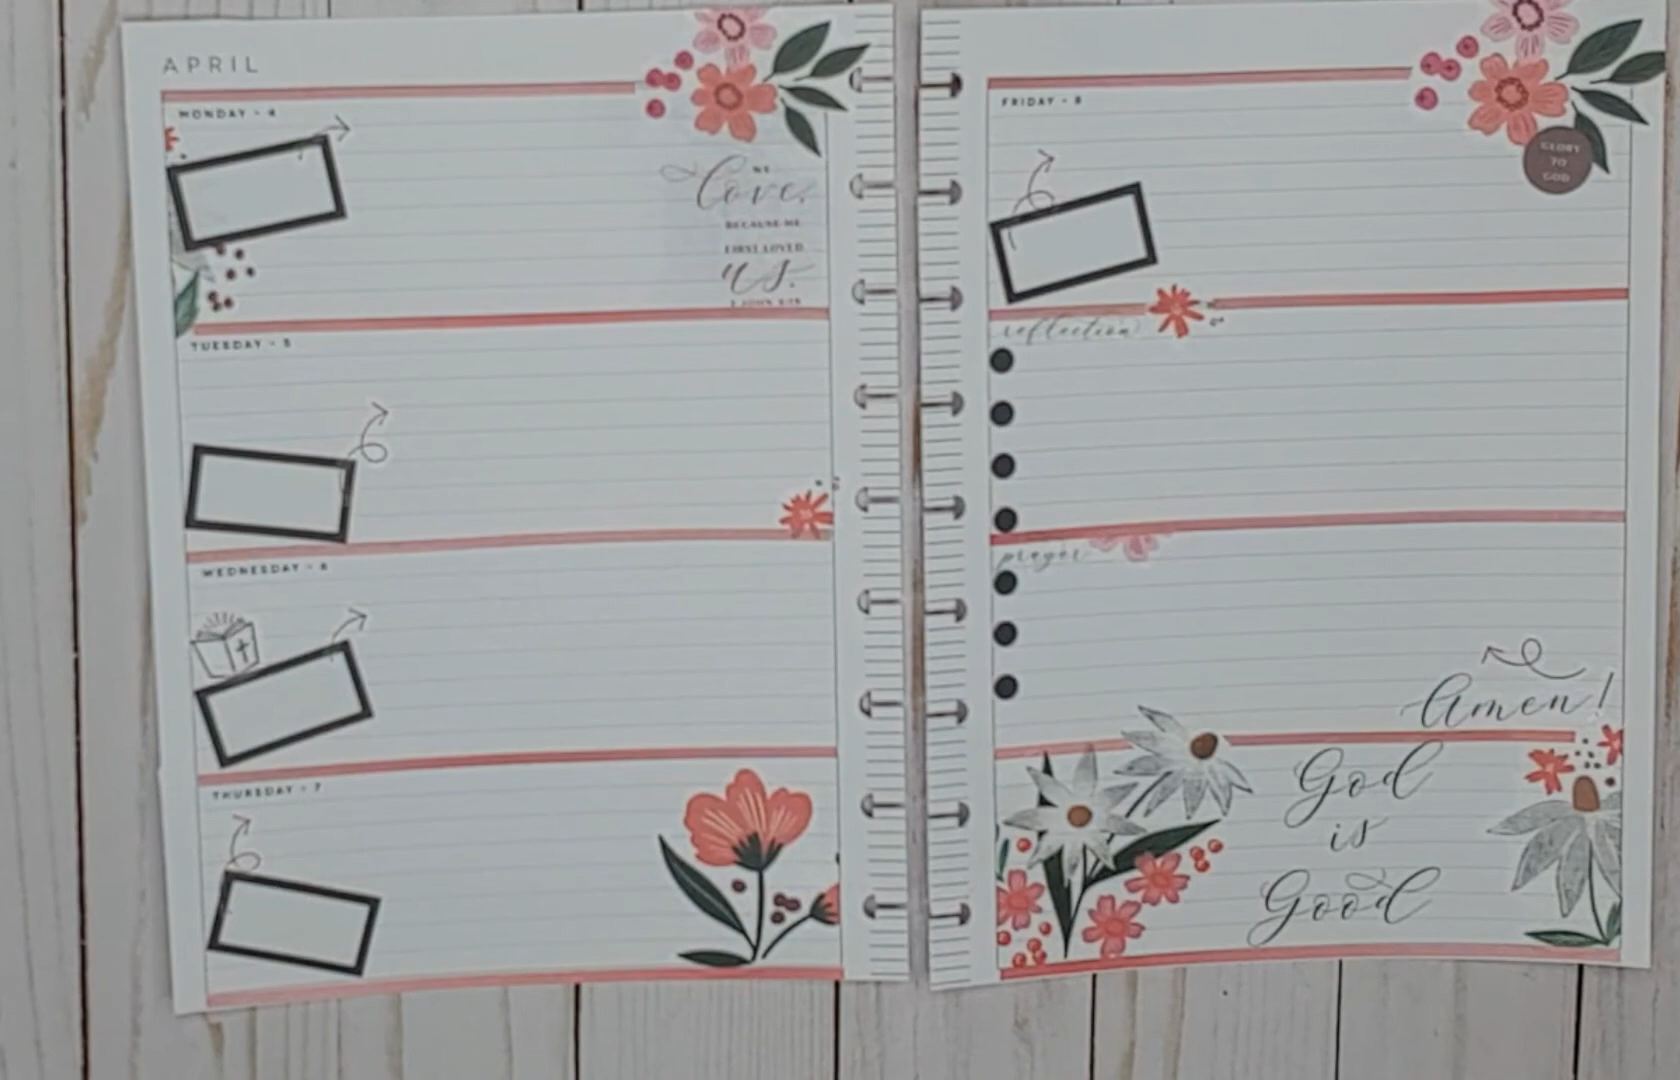 APRIL
MONDAY - 4
WE
Love
BECAUSE HE
FIRST LOVED
us.
TUESDAY - 5
WEDNESDAY - 6
THURSDAY - 7
FRIDAY - 8
GLORY
TO
GOD
reflection
prayer
Amen!
God
is
Good